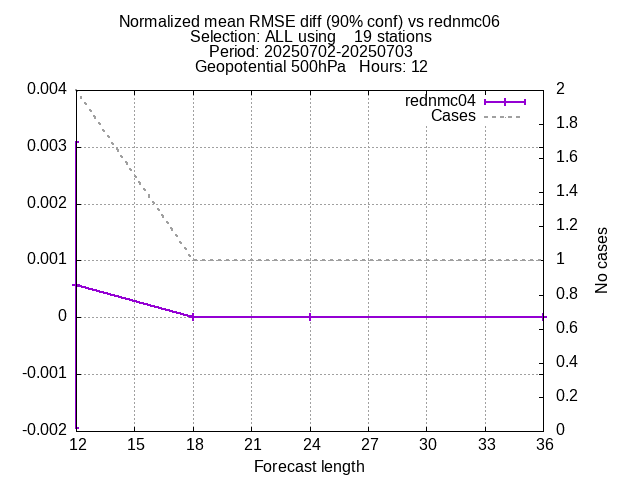 Normalized mean RMSE diff (90% conf) vs rednmc06
Selection: ALL using    19 stations
Period: 20250702-20250703
Geopotential 500hPa   Hours: 12
rednmc04
Cases
0.004
0.003
0.002
0.001
0
-0.001
-0.002
2
1.8
1.6
1.4
1.2
1
0.8
0.6
0.4
0.2
0
No cases
12 15 18 21 24 27 30 33 36
Forecast length